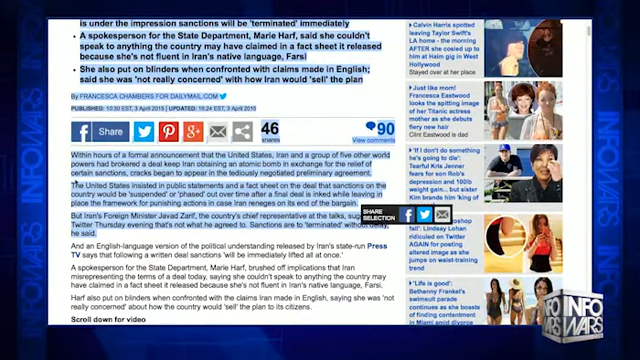 is under the impression sanctions will be 'terminated' immediately
A spokesperson for the State Department, Marie Harf, said she couldn't
speak to anything the country may have claimed in a fact sheet it released
because she's not fluent in Iran's native language, Farsi
She also put on blinders when confronted with claims made in English;
said she was 'not really concerned' with how Iran would 'sell' the plan
By FRANCESCA CHAMBERS FOR DAILYMAIL.COM
PUBLISHED: 10:30 EST, 3 April 2015 | UPDATED: 16:24 EST, 3 April 2015
Share
46
shares
90
View comments
Within hours of a formal announcement that the United States, Iran and a group of five other world
powers had brokered a deal keep Iran obtaining an atomic bomb in exchange for the relief of
certain sanctions, cracks began to appear in the tediously negotiated preliminary agreement.
The United States insisted in public statements and a fact sheet on the deal that sanctions on
the country would be 'suspended' or 'phased out' over time after a final deal is inked while leaving in
place the framework for punishing actions in case Iran reneges on its end of the bargain.
But Iran's Foreign Minister Javad Zarif, the country's chief representative at the talks,
Twitter Thursday evening that's not what he agreed to. Sanctions are to 'terminated' without delay,
he said.
SHARE
SELECTION
And an English-language version of the political understanding released by Iran's state-run Press
TV says that following a written deal sanctions will 'immediately lifted all at once.'
A spokesperson for the State Department, Marie Harf, brushed off implications that Iran
misrepresenting the terms of a deal today, saying she couldn't speak to anything the country may
have claimed in a fact sheet it released because she's not fluent in Iran's native language, Farsi.
Harf also put on blinders when confronted with the claims Iran made in English, saying she was 'not
really concerned' about how the country would 'sell' the plan to its citizens.
Scroll down for video
Calvin Harris spotted
leaving Taylor Swift's
LA home - the morning
AFTER she cosied up to
him at Haim gig in West
Hollywood
Stayed over at her place
Just like mom!
Francesca Eastwood
looks the spitting image
of her Titanic actress
mother as she debuts
fiery new hair
Clint Eastwood is dad
'If I don't do
something he's
going to die':
Tearful Kris Jenner
fears for son Rob's
depression and 100lb
weight gain... but sister
Kim brands him 'king of
Lindsay Lohan
ridiculed on Twitter
AGAIN for posting
altered image as she
jumps on waist-training
trend
'Life is good!'
Bethenny Frankel's
swimsuit parade
continues as she boasts
of finding contentment
in Miami amid divorce
INFO
WARS